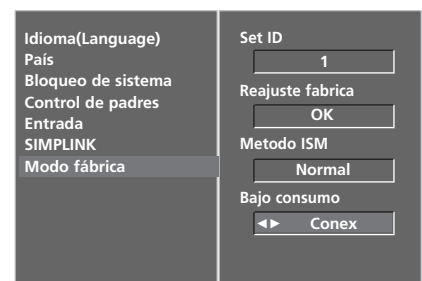 Idioma(Language)
País
Bloqueo de sistema
Control de padres
Entrada
SIMPLINK
Modo fábrica
Set ID
1
Reajuste fabrica
OK
Metodo ISM
Normal
Bajo consumo
◄► Conex